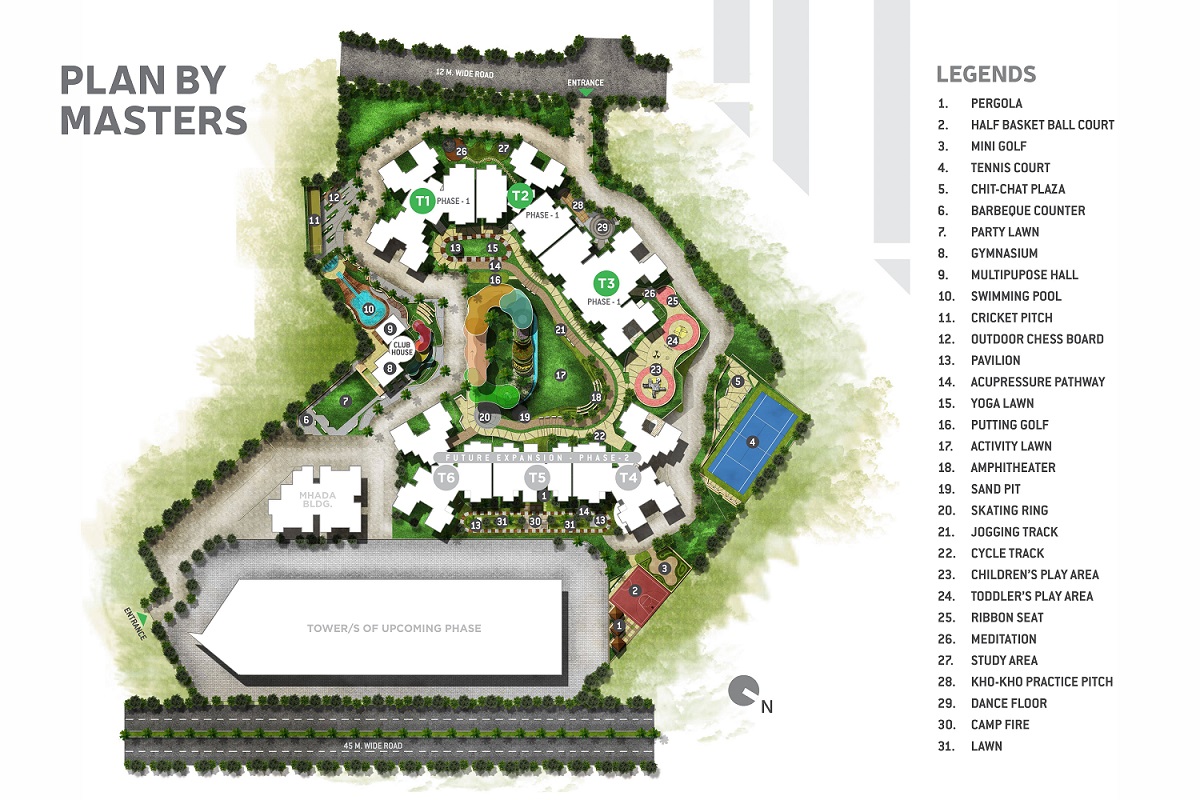 PLAN BY
MASTERS
12 M. WIDE ROAD
ENTRANCE
26
27
12
11
T1
PHASE - 1
T2
PHASE - 1
28
29
13
15
14
16
T3
PHASE - 1
26
25
24
23
10
9
CLUB
HOUSE
8
7
6
21
17
18
19
20
22
5
4
FUTURE EXPANSION - PHASE-2
T6
T5
T4
1
13
31
30
31
14
13
MHADA
BLDG.
3
2
1
ENTRANCE
TOWER/S OF UPCOMING PHASE
45 M. WIDE ROAD
N
LEGENDS
1. PERGOLA
2. HALF BASKET BALL COURT
3. MINI GOLF
4. TENNIS COURT
5. CHIT-CHAT PLAZA
6. BARBEQUE COUNTER
7. PARTY LAWN
8. GYMNASIUM
9. MULTIPUPOSE HALL
10. SWIMMING POOL
11. CRICKET PITCH
12. OUTDOOR CHESS BOARD
13. PAVILION
14. ACUPRESSURE PATHWAY
15. YOGA LAWN
16. PUTTING GOLF
17. ACTIVITY LAWN
18. AMPHITHEATER
19. SAND PIT
20. SKATING RING
21. JOGGING TRACK
22. CYCLE TRACK
23. CHILDREN'S PLAY AREA
24. TODDLER'S PLAY AREA
25. RIBBON SEAT
26. MEDITATION
27. STUDY AREA
28. KHO-KHO PRACTICE PITCH
29. DANCE FLOOR
30. CAMP FIRE
31. LAWN